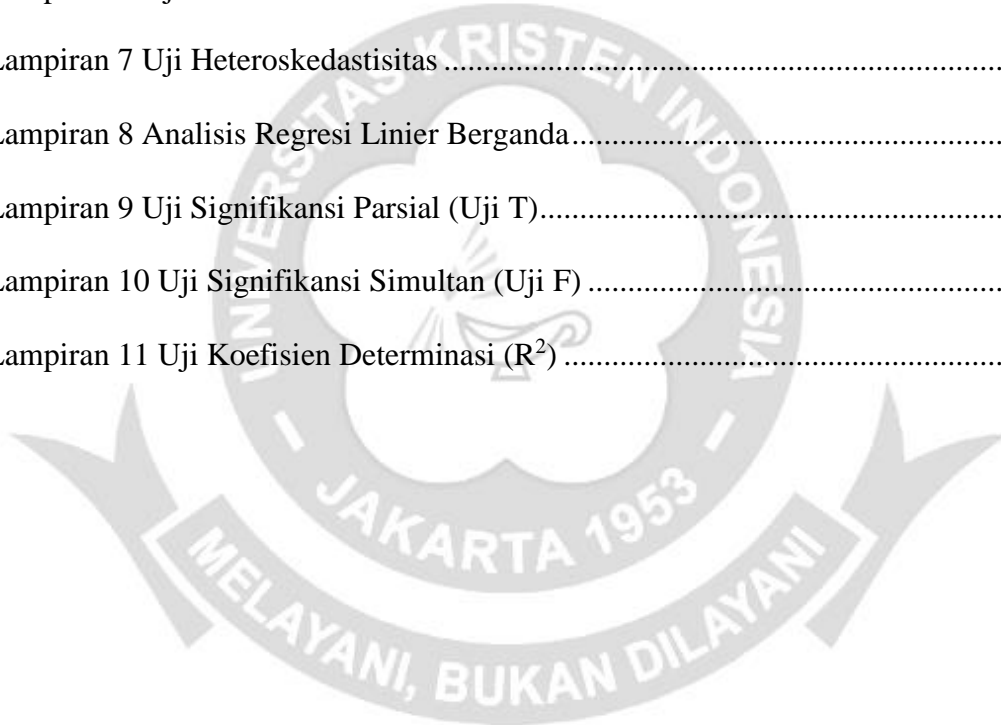 Lampiran 7 Uji Heteroskedastisitas ........................................................................
Lampiran 8 Analisis Regresi Linier Berganda........................................................
Lampiran 9 Uji Signifikansi Parsial (Uji T)............................................................
Lampiran 10 Uji Signifikansi Simultan (Uji F) ......................................................
Lampiran 11 Uji Koefisien Determinasi (R²) .........................................................
UNIVERSITAS KRISTEN INDONESIA
- JAKARTA 1953 -
MELAYANI, BUKAN DILAYANI